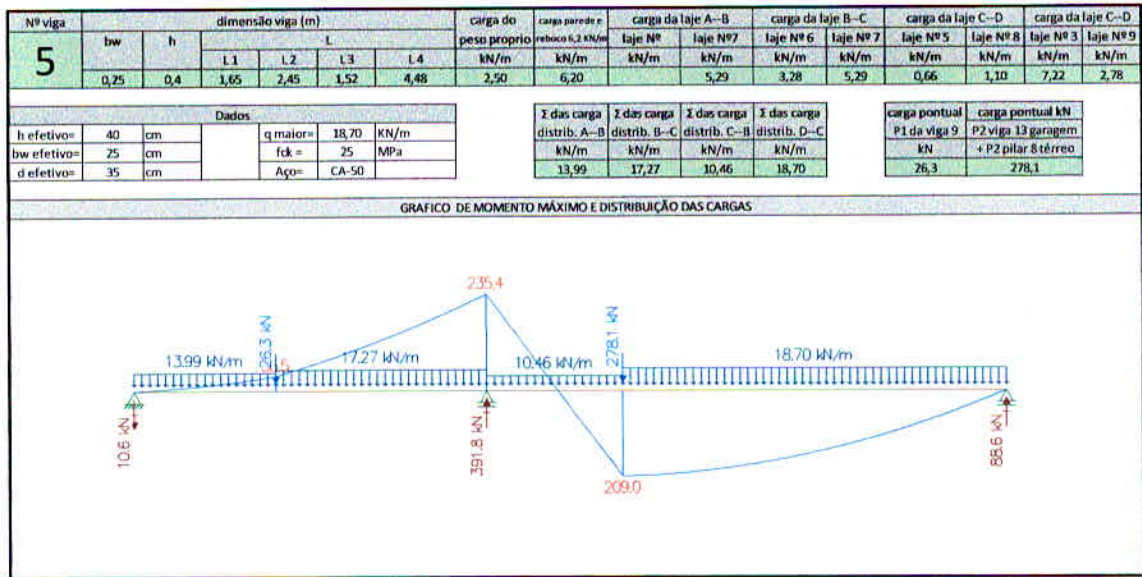 Nº viga dimensão viga (m) carga do carga parede e carga da laje A--B carga da laje B--C carga da laje C--D carga da laje C--D
5 bw h L peso proprio reboco 6,2 KN/m laje Nº laje Nº7 laje Nº 6 laje Nº 7 laje Nº 5 laje Nº 8 laje Nº 3 laje Nº 9
L 1 L 2 L 3 L 4 kN/m kN/m kN/m kN/m kN/m kN/m kN/m kN/m kN/m kN/m
0,25 0,4 1,65 2,45 1,52 4,48 2,50 6,20 5,29 3,28 5,29 0,66 1,10 7,22 2,78
Dados Σ das carga Σ das carga Σ das carga Σ das carga carga pontual carga pontual kN
h efetivo= 40 cm q maior= 18,70 KN/m distrib. A--B distrib. B--C distrib. C--B distrib. D--C P1 da viga 9 P2 viga 13 garagem
bw efetivo= 25 cm fck = 25 MPa kN/m kN/m kN/m kN/m kN + P2 pilar 8 térreo
d efetivo= 35 cm Aço= CA-50 13,99 17,27 10,46 18,70 26,3 278,1
GRAFICO DE MOMENTO MÁXIMO E DISTRIBUIÇÃO DAS CARGAS
235.4
13.99 kN/m 26.3 kN 17.27 kN/m 10.46 kN/m 278.1 kN 18.70 kN/m
10.6 kN 391.8 kN 88.6 kN
209.0